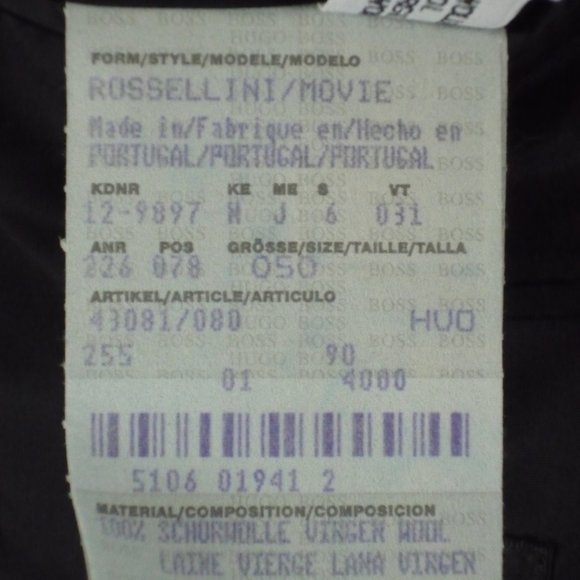 FORM/STYLE/MODELE/MODELO
ROSSELLINI/MOVIE
Made in/Fabrique en/Hecho en
PORTUGAL/PORTUGAL/PORTUGAL
KDNR KE ME S VT
12-9897 N J 6 031
ANR POS GRÖSSE/SIZE/TAILLE/TALLA
226 078 050
ARTIKEL/ARTICLE/ARTICULO
43081/080 HUO
255 90
01 4000
5106 01941 2
MATERIAL/COMPOSITION/COMPOSICION
100% SCHURWOLLE VIRGEN WOOL
LAINE VIERGE LANA VIRGEN